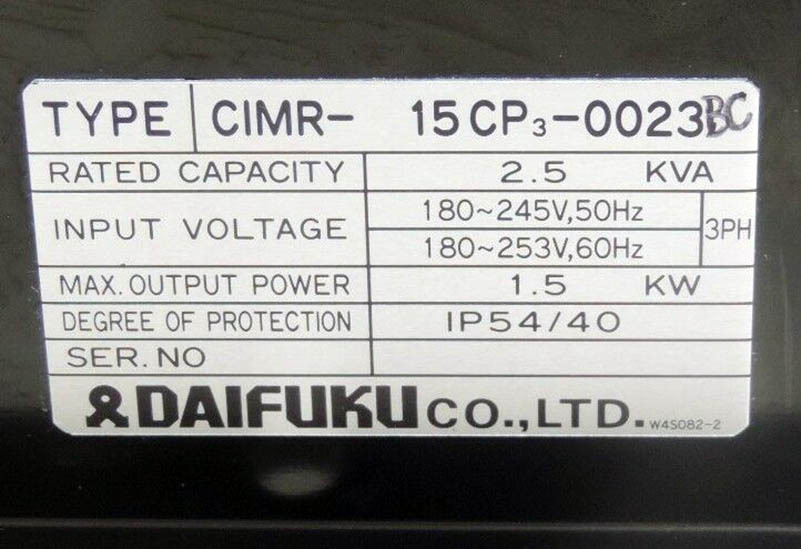 TYPE CIMR- 15CP3-0023BC
RATED CAPACITY 2.5 KVA
INPUT VOLTAGE 180~245V,50Hz 3PH
180~253V,60Hz
MAX. OUTPUT POWER 1.5 KW
DEGREE OF PROTECTION IP54/40
SER. NO
DAIFUKU CO., LTD. W4S082-2